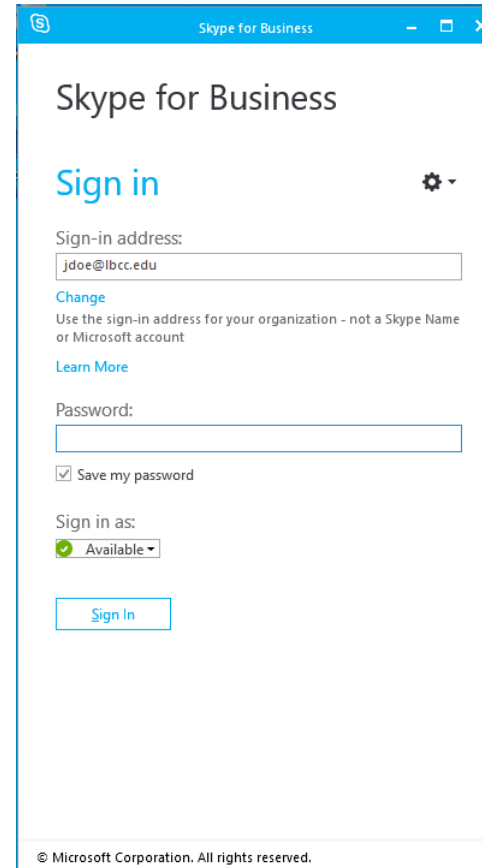 Skype for Business
Skype for Business
Sign in
Sign-in address:
jdoe@lbcc.edu
Change
Use the sign-in address for your organization - not a Skype Name
or Microsoft account
Learn More
Password:
Save my password
Sign in as:
Available
Sign In
© Microsoft Corporation. All rights reserved.